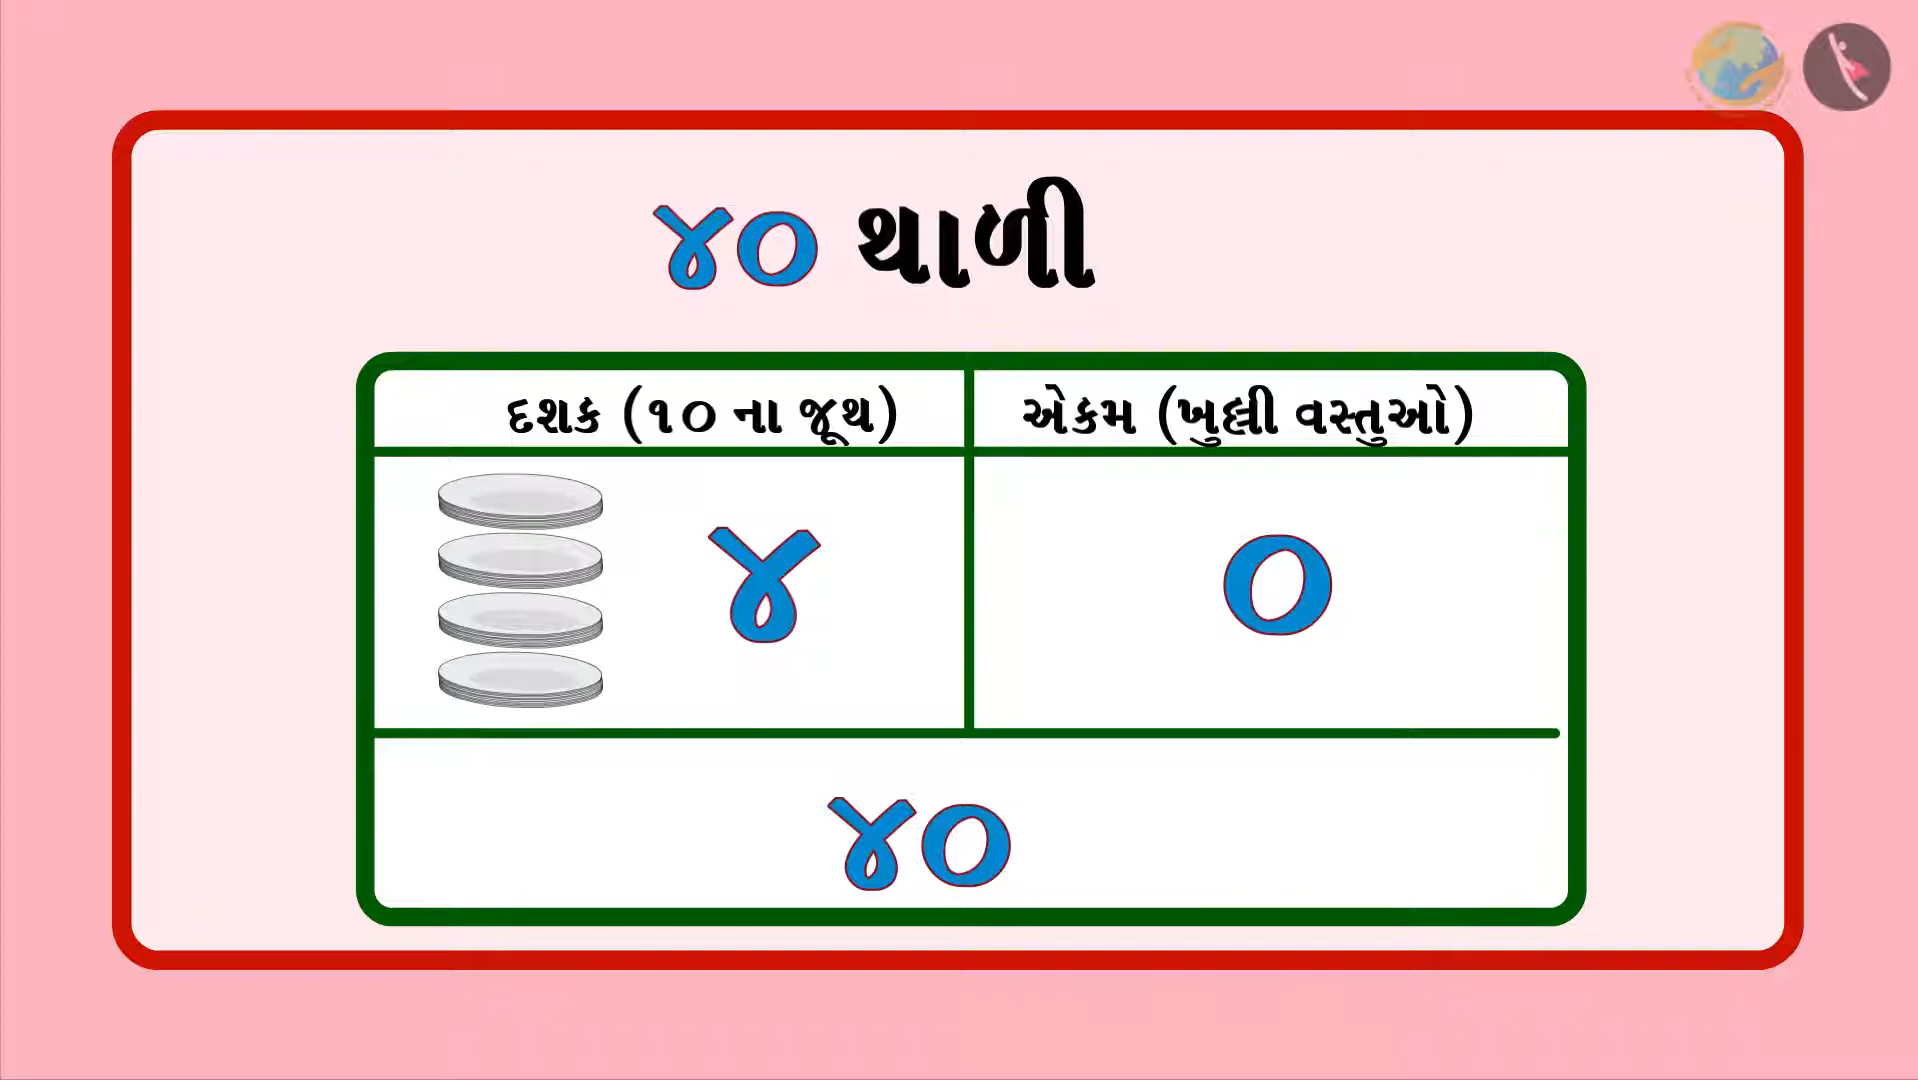 ૪૦ થાળી
દશક (૧૦ ના જૂથ) એકમ (ખુલ્લી વસ્તુઓ)
૪ ૦
૪૦